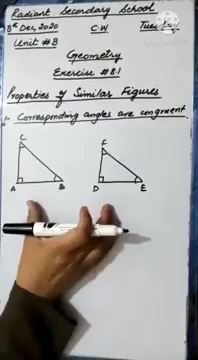 Radiant Secondary School
8th Dec, 2020 C.W
Unit #8
Geometry
Exercise #8.1
Properties of Similar Figures
1- Corresponding angles are congruent.
C F
A B D E